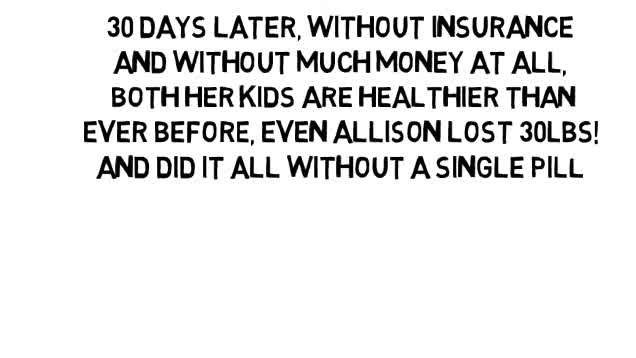 30 DAYS LATER, WITHOUT INSURANCE
AND WITHOUT MUCH MONEY AT ALL,
BOTH HER KIDS ARE HEALTHIER THAN
EVER BEFORE, EVEN ALLISON LOST 30LBS!
AND DID IT ALL WITHOUT A SINGLE PILL